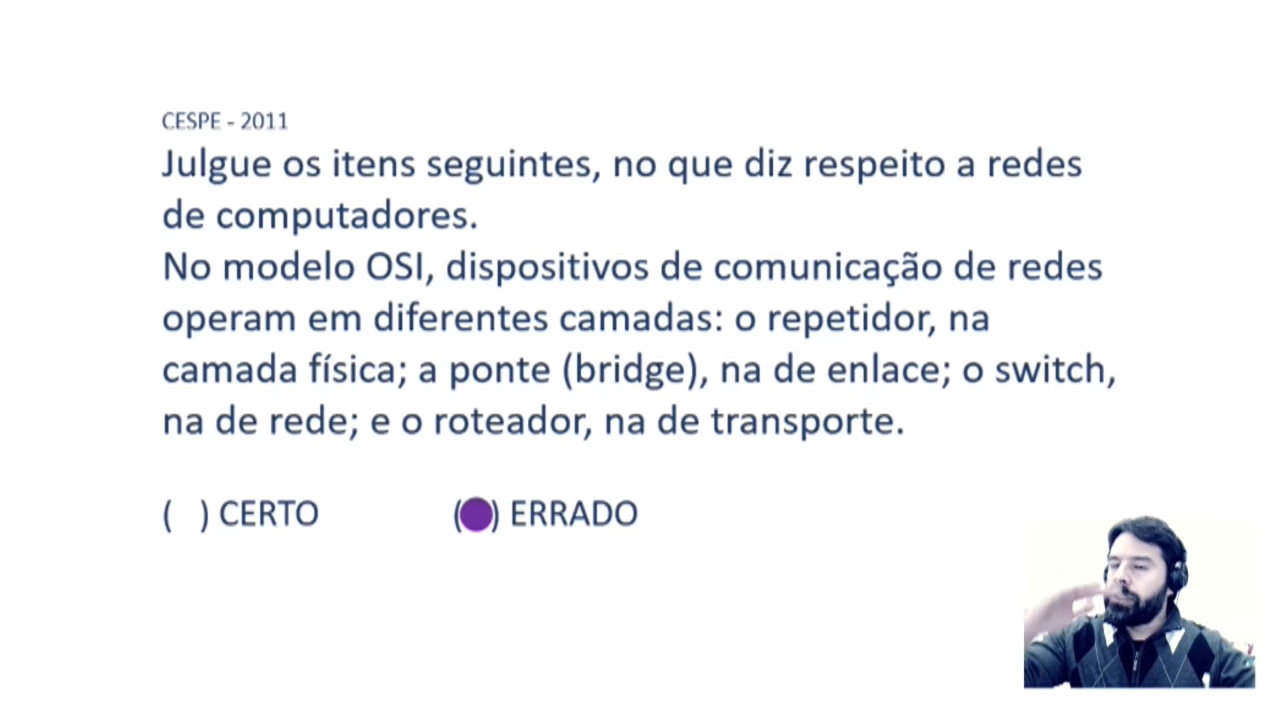 CESPE - 2011
Julgue os itens seguintes, no que diz respeito a redes
de computadores.
No modelo OSI, dispositivos de comunicação de redes
operam em diferentes camadas: o repetidor, na
camada física; a ponte (bridge), na de enlace; o switch,
na de rede; e o roteador, na de transporte.
( ) CERTO (●) ERRADO